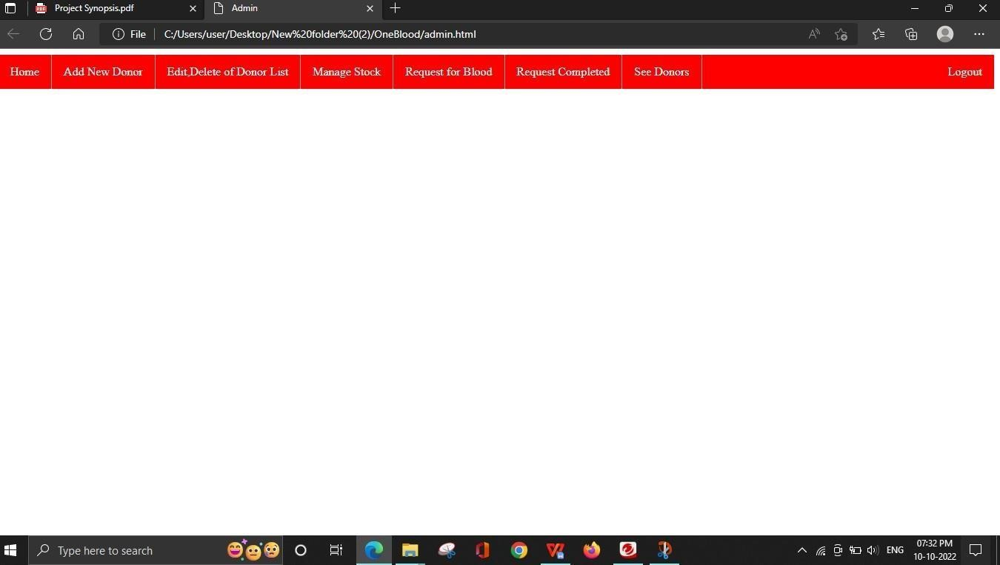 Project Synopsis.pdf
Admin
File
C:/Users/user/Desktop/New%20folder%20(2)/OneBlood/admin.html
Home
Add New Donor
Edit,Delete of Donor List
Manage Stock
Request for Blood
Request Completed
See Donors
Logout
Type here to search
ENG
07:32 PM
10-10-2022